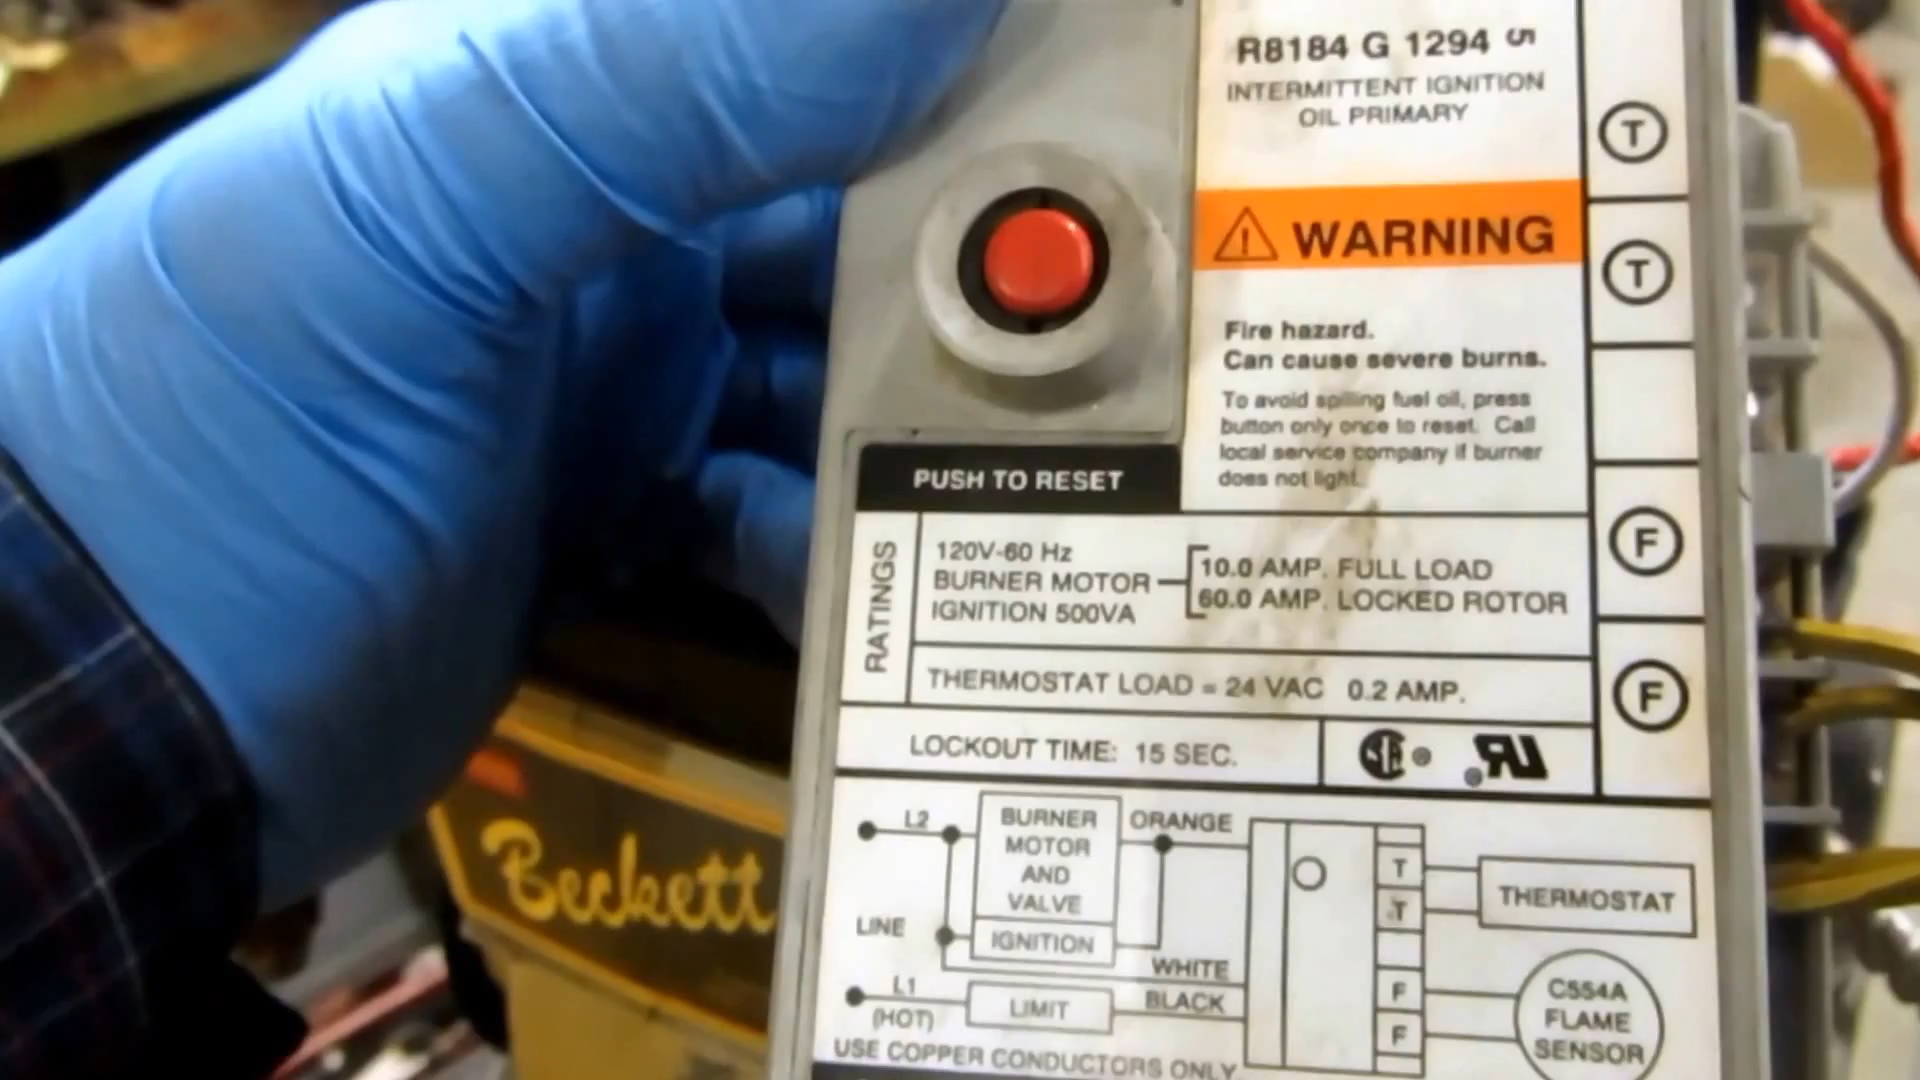 R8184 G 1294 5
INTERMITTENT IGNITION
OIL PRIMARY
T
WARNING
T
Fire hazard.
Can cause severe burns.
To avoid spilling fuel oil, press
button only once to reset. Call
local service company if burner
does not light.
PUSH TO RESET
RATINGS
120V-60 Hz
BURNER MOTOR
IGNITION 500VA
10.0 AMP. FULL LOAD
60.0 AMP. LOCKED ROTOR
F
THERMOSTAT LOAD = 24 VAC 0.2 AMP.
F
LOCKOUT TIME: 15 SEC.
L2
BURNER
MOTOR
AND
VALVE
ORANGE
T
T
THERMOSTAT
LINE
IGNITION
WHITE
L1
(HOT)
LIMIT
BLACK
F
F
C554A
FLAME
SENSOR
USE COPPER CONDUCTORS ONLY
Beckett